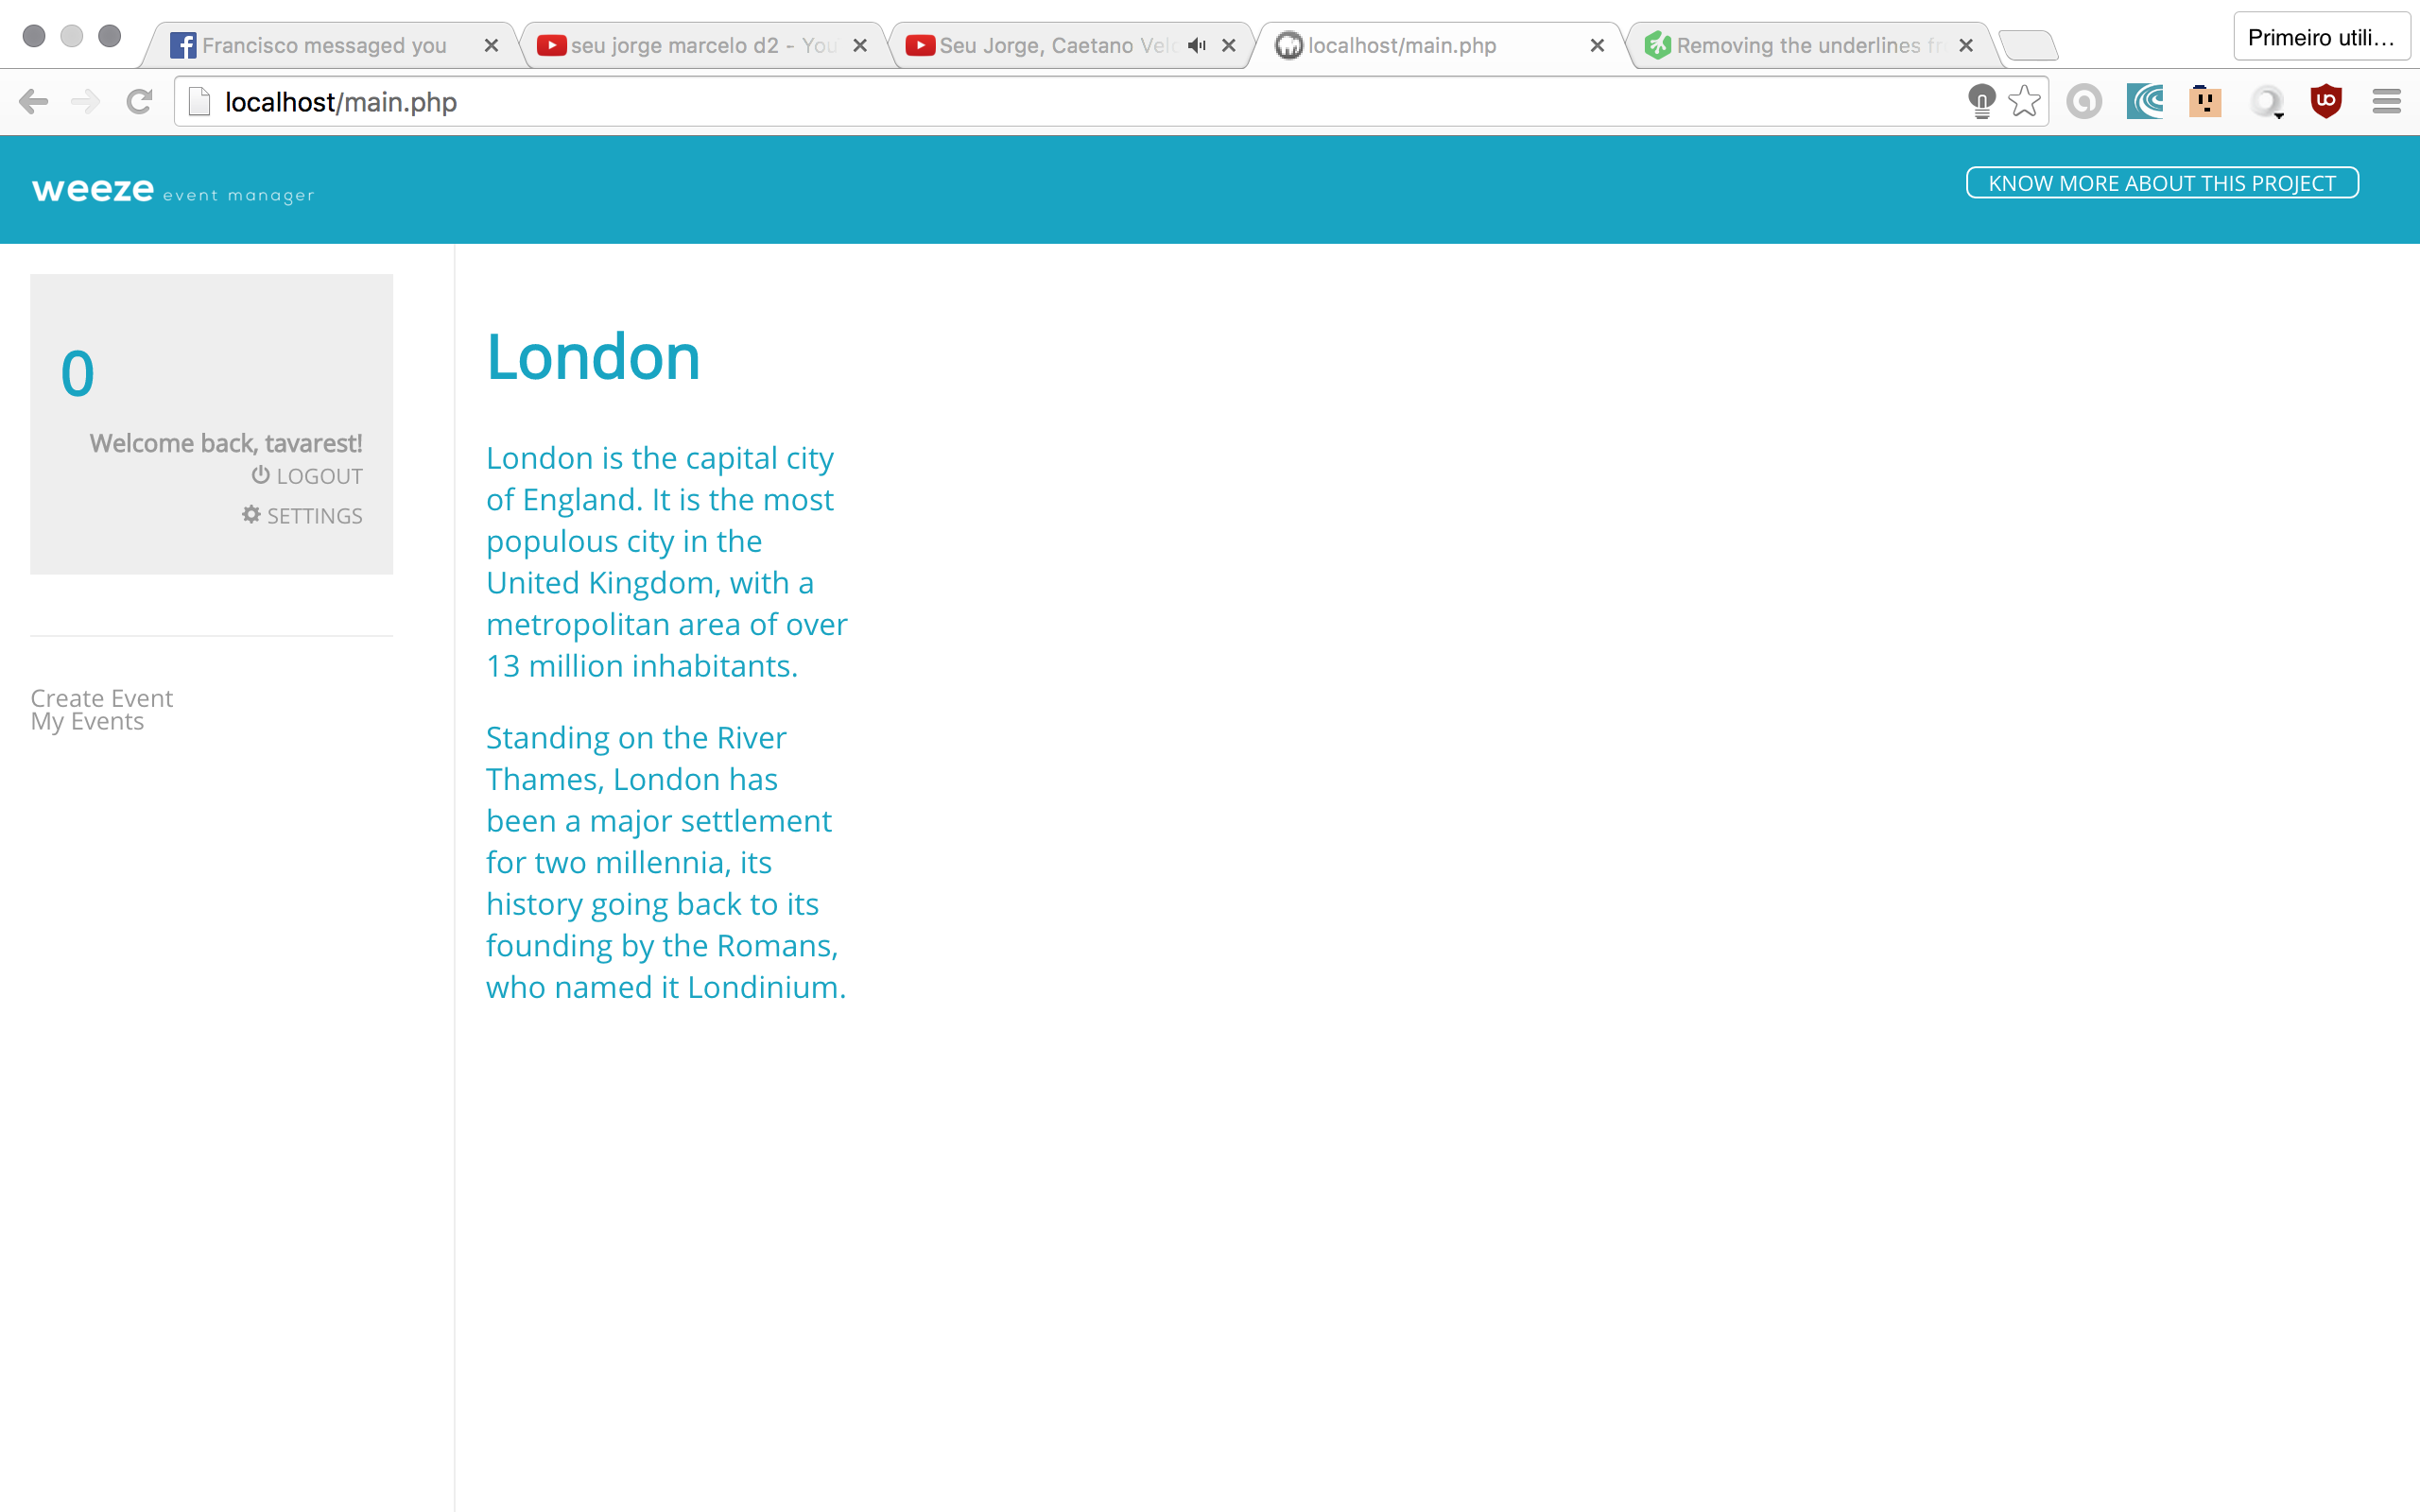 Francisco messaged you
seu jorge marcelo d2 - You
Seu Jorge, Caetano Vel
localhost/main.php
Removing the underlines fr
Primeiro utili...
localhost/main.php
weeze event manager
KNOW MORE ABOUT THIS PROJECT
0
Welcome back, tavarest!
LOGOUT
SETTINGS
Create Event
My Events
London
London is the capital city
of England. It is the most
populous city in the
United Kingdom, with a
metropolitan area of over
13 million inhabitants.
Standing on the River
Thames, London has
been a major settlement
for two millennia, its
history going back to its
founding by the Romans,
who named it Londinium.